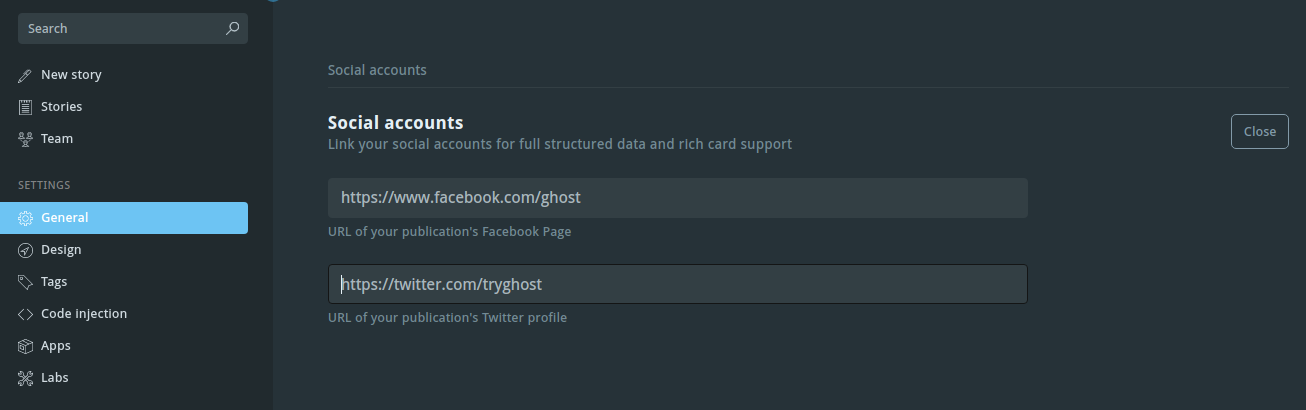 Search
New story
Stories
Team
SETTINGS
General
Design
Tags
Code injection
Apps
Labs
Social accounts
Social accounts
Link your social accounts for full structured data and rich card support
Close
https://www.facebook.com/ghost
URL of your publication's Facebook Page
https://twitter.com/tryghost
URL of your publication's Twitter profile